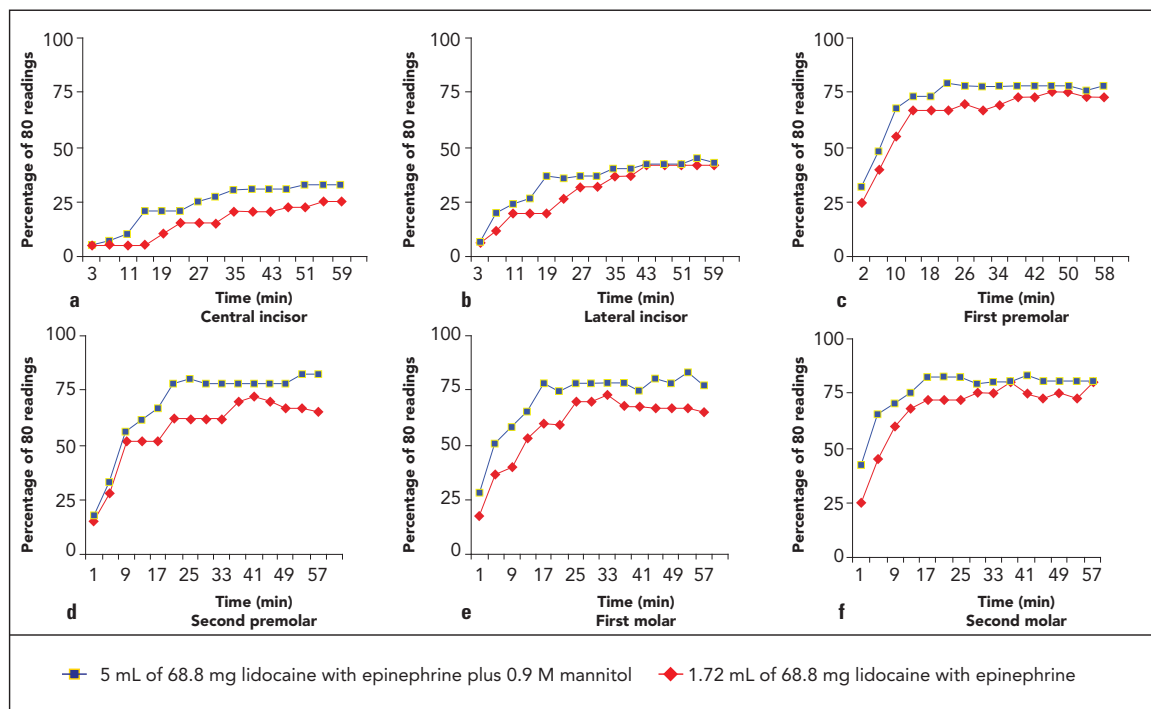 100
75
50
25
0
Percentage of 80 readings
3 11 19 27 35 43 51 59
Time (min)
a
Central incisor
100
75
50
25
0
Percentage of 80 readings
3 11 19 27 35 43 51 59
Time (min)
b
Lateral incisor
100
75
50
25
0
Percentage of 80 readings
2 10 18 26 34 42 50 58
Time (min)
c
First premolar
100
75
50
25
0
Percentage of 80 readings
1 9 17 25 33 41 49 57
Time (min)
d
Second premolar
100
75
50
25
0
Percentage of 80 readings
1 9 17 25 33 41 49 57
Time (min)
e
First molar
100
75
50
25
0
Percentage of 80 readings
1 9 17 25 33 41 49 57
Time (min)
f
Second molar
5 mL of 68.8 mg lidocaine with epinephrine plus 0.9 M mannitol
1.72 mL of 68.8 mg lidocaine with epinephrine